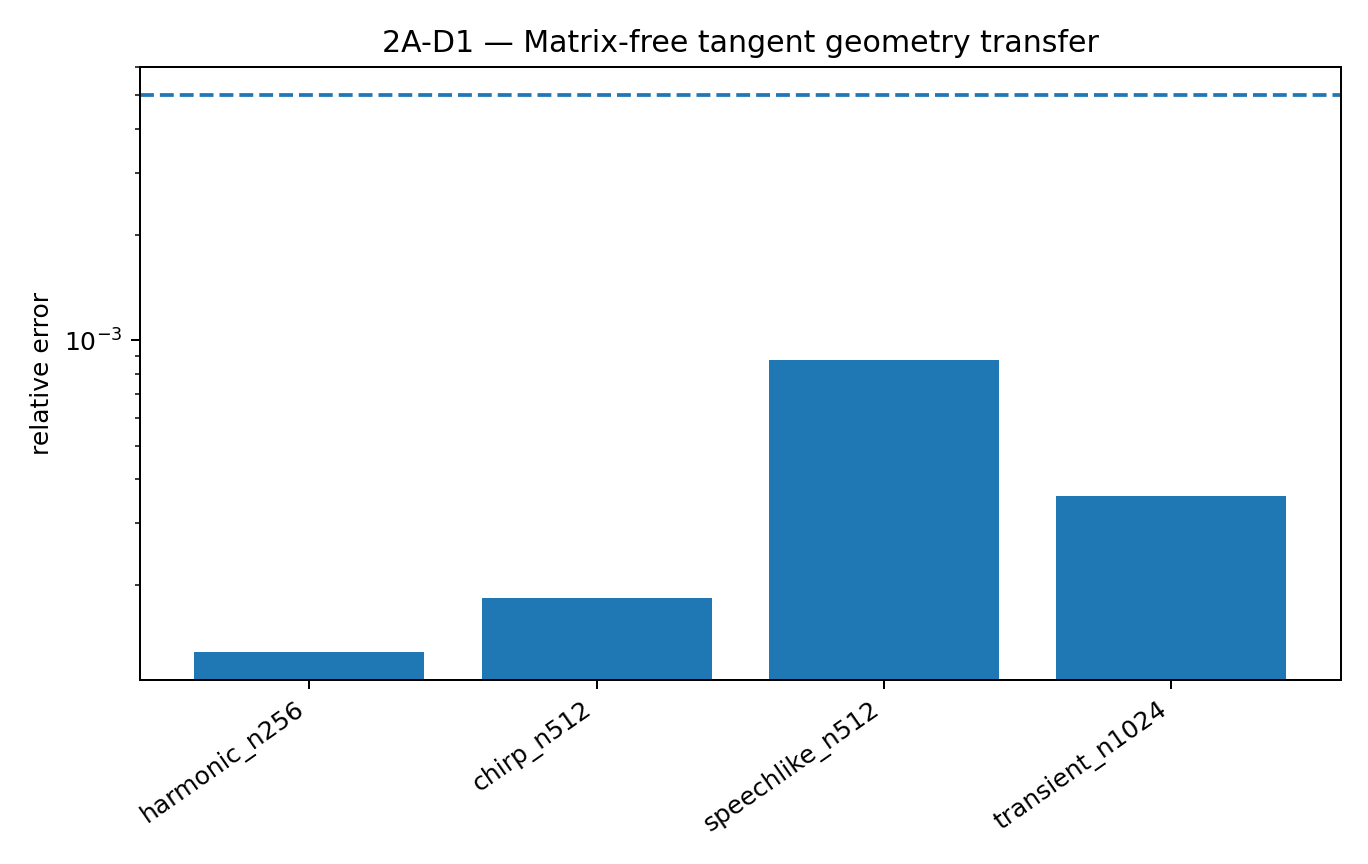 2A-D1 — Matrix-free tangent geometry transfer
relative error
10⁻³
harmonic_n256
chirp_n512
speechlike_n512
transient_n1024